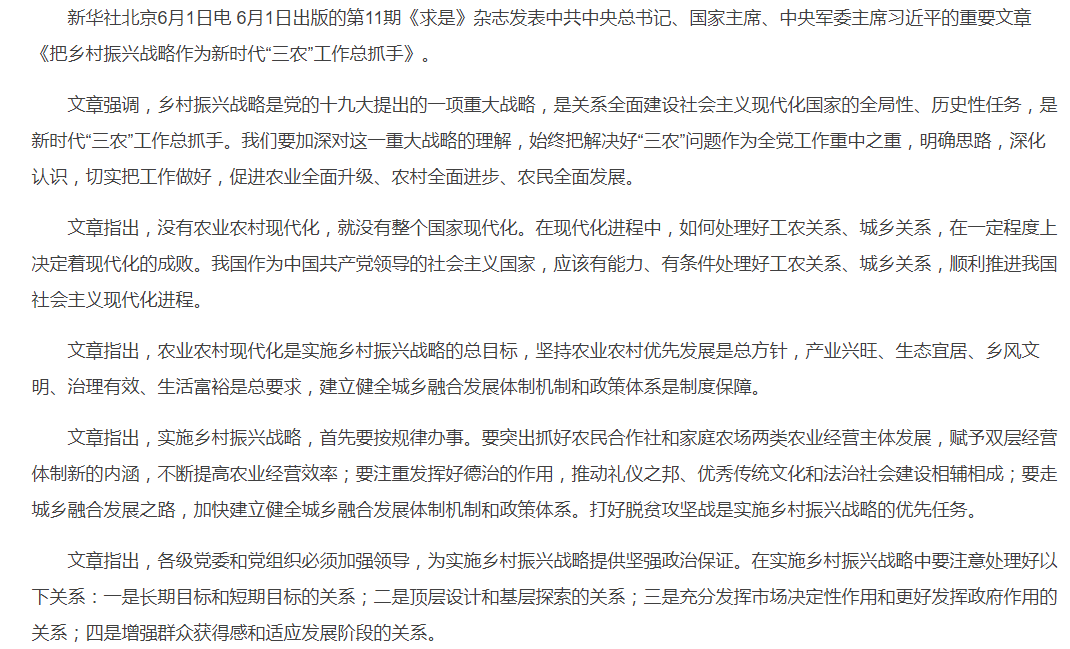 新华社北京6月1日电 6月1日出版的第11期《求是》杂志发表中共中央总书记、国家主席、中央军委主席习近平的重要文章
《把乡村振兴战略作为新时代“三农”工作总抓手》。
文章强调，乡村振兴战略是党的十九大提出的一项重大战略，是关系全面建设社会主义现代化国家的全局性、历史性任务，是
新时代“三农”工作总抓手。我们要加深对这一重大战略的理解，始终把解决好“三农”问题作为全党工作重中之重，明确思路，深化
认识，切实把工作做好，促进农业全面升级、农村全面进步、农民全面发展。
文章指出，没有农业农村现代化，就没有整个国家现代化。在现代化进程中，如何处理好工农关系、城乡关系，在一定程度上
决定着现代化的成败。我国作为中国共产党领导的社会主义国家，应该有能力、有条件处理好工农关系、城乡关系，顺利推进我国
社会主义现代化进程。
文章指出，农业农村现代化是实施乡村振兴战略的总目标，坚持农业农村优先发展是总方针，产业兴旺、生态宜居、乡风文
明、治理有效、生活富裕是总要求，建立健全城乡融合发展体制机制和政策体系是制度保障。
文章指出，实施乡村振兴战略，首先要按规律办事。要突出抓好农民合作社和家庭农场两类农业经营主体发展，赋予双层经营
体制新的内涵，不断提高农业经营效率；要注重发挥好德治的作用，推动礼仪之邦、优秀传统文化和法治社会建设相辅相成；要走
城乡融合发展之路，加快建立健全城乡融合发展体制机制和政策体系。打好脱贫攻坚战是实施乡村振兴战略的优先任务。
文章指出，各级党委和党组织必须加强领导，为实施乡村振兴战略提供坚强政治保证。在实施乡村振兴战略中要注意处理好以
下关系：一是长期目标和短期目标的关系；二是顶层设计和基层探索的关系；三是充分发挥市场决定性作用和更好发挥政府作用的
关系；四是增强群众获得感和适应发展阶段的关系。